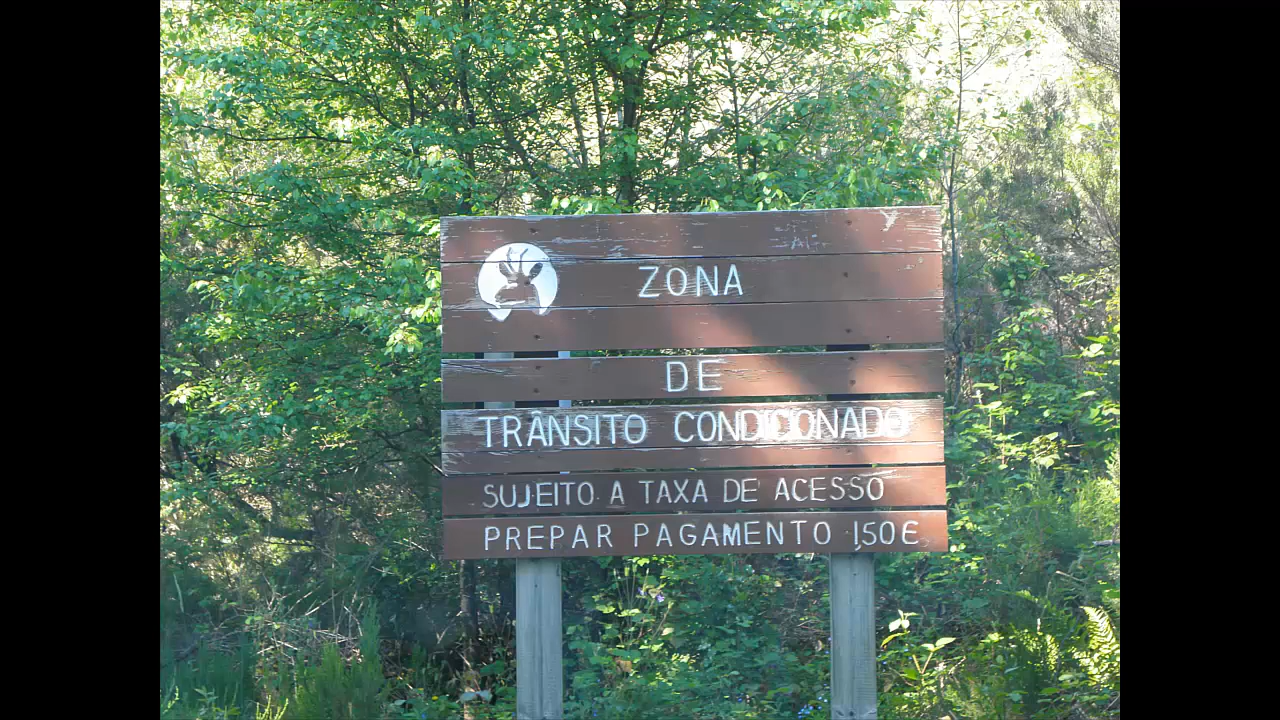 ZONA
DE
TRÂNSITO CONDICIONADO
SUJEITO A TAXA DE ACESSO
PREPAR PAGAMENTO 1,50€